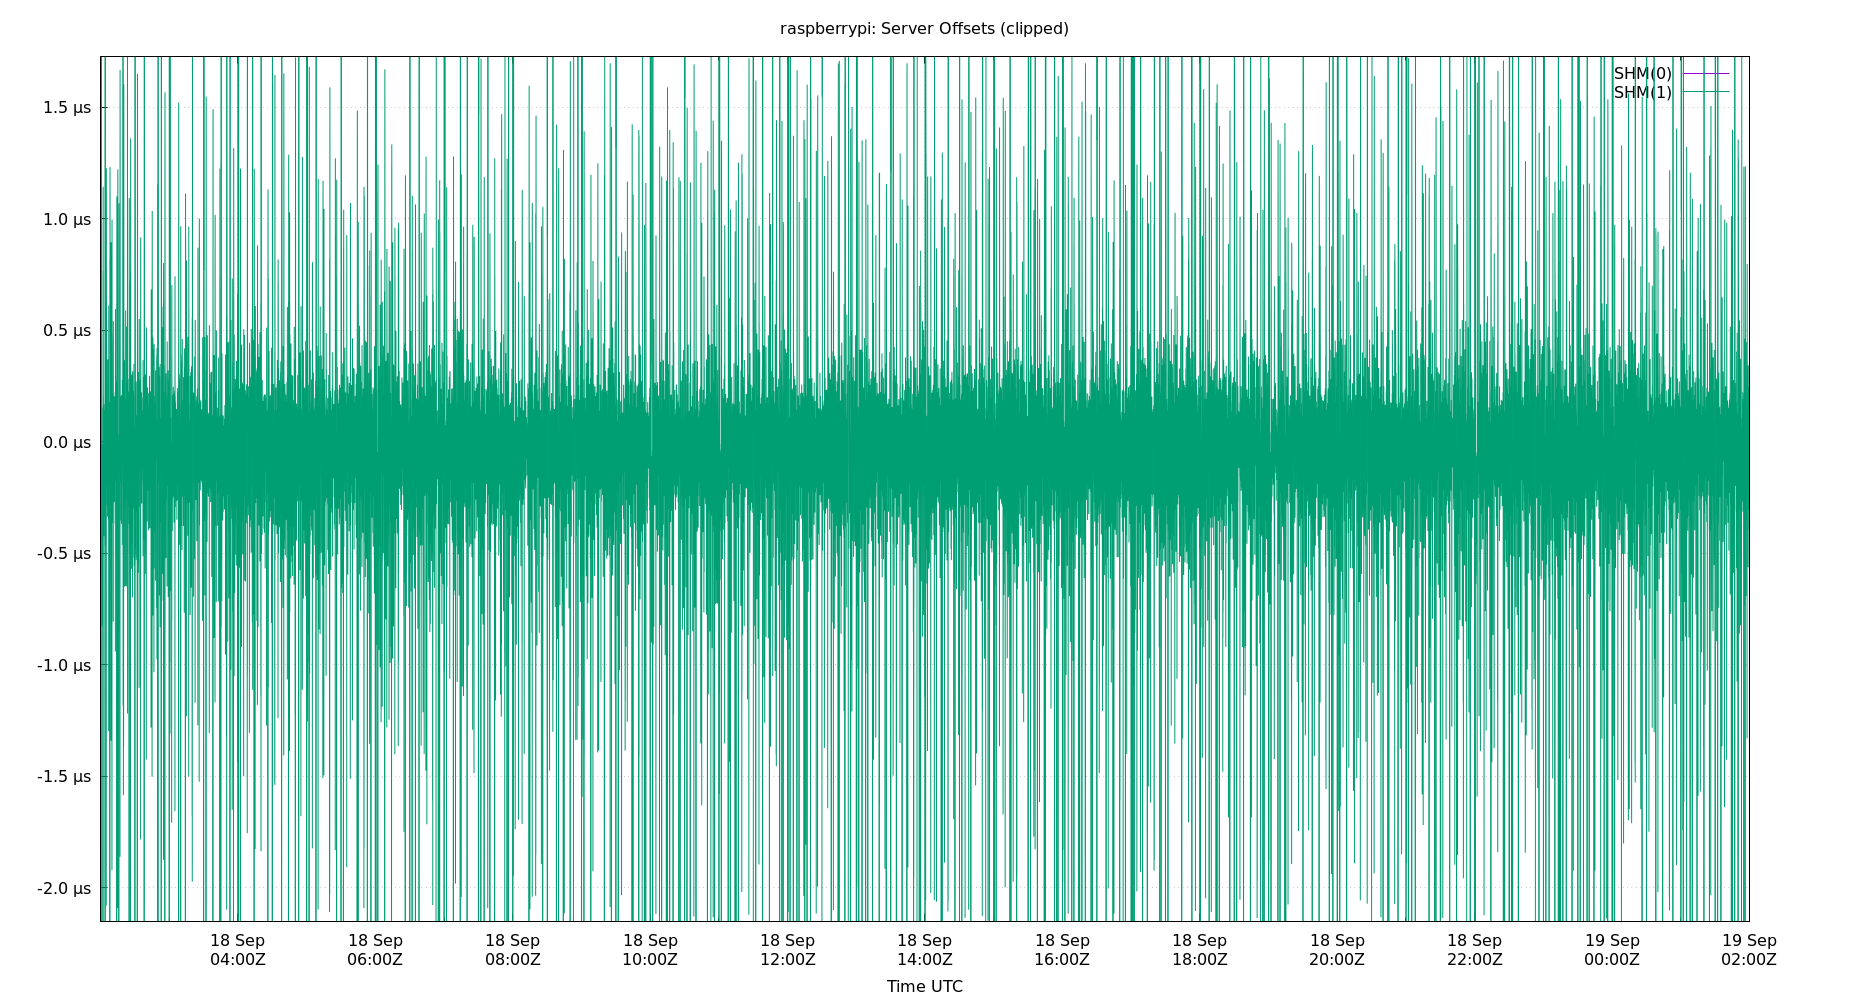 raspberrypi: Server Offsets (clipped)
SHM(0)
SHM(1)
1.5 µs
1.0 µs
0.5 µs
0.0 µs
-0.5 µs
-1.0 µs
-1.5 µs
-2.0 µs
18 Sep 18 Sep 18 Sep 18 Sep 18 Sep 18 Sep 18 Sep 18 Sep 18 Sep 18 Sep 19 Sep 19 Sep
04:00Z 06:00Z 08:00Z 10:00Z 12:00Z 14:00Z 16:00Z 18:00Z 20:00Z 22:00Z 00:00Z 02:00Z
Time UTC